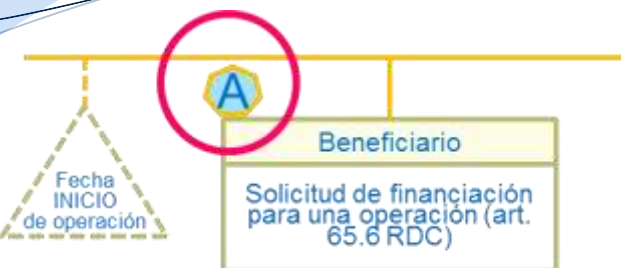 A
Beneficiario
Fecha
INICIO
de operación
Solicitud de financiación
para una operación (art.
65.6 RDC)